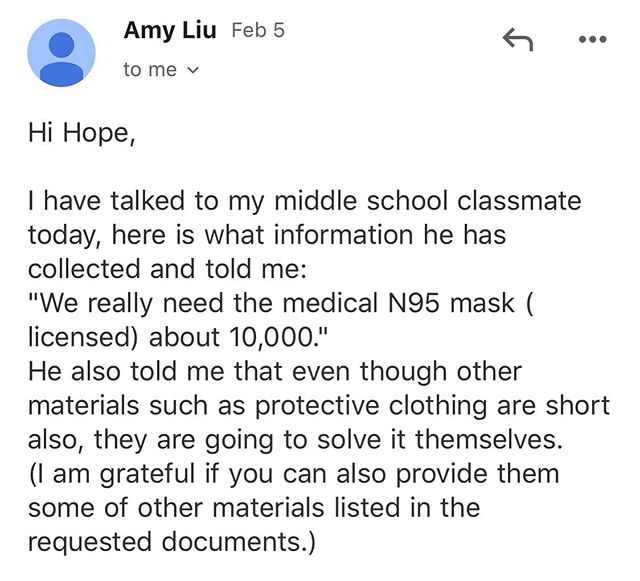 Amy Liu Feb 5
to me
Hi Hope,
I have talked to my middle school classmate
today, here is what information he has
collected and told me:
"We really need the medical N95 mask (
licensed) about 10,000."
He also told me that even though other
materials such as protective clothing are short
also, they are going to solve it themselves.
(I am grateful if you can also provide them
some of other materials listed in the
requested documents.)